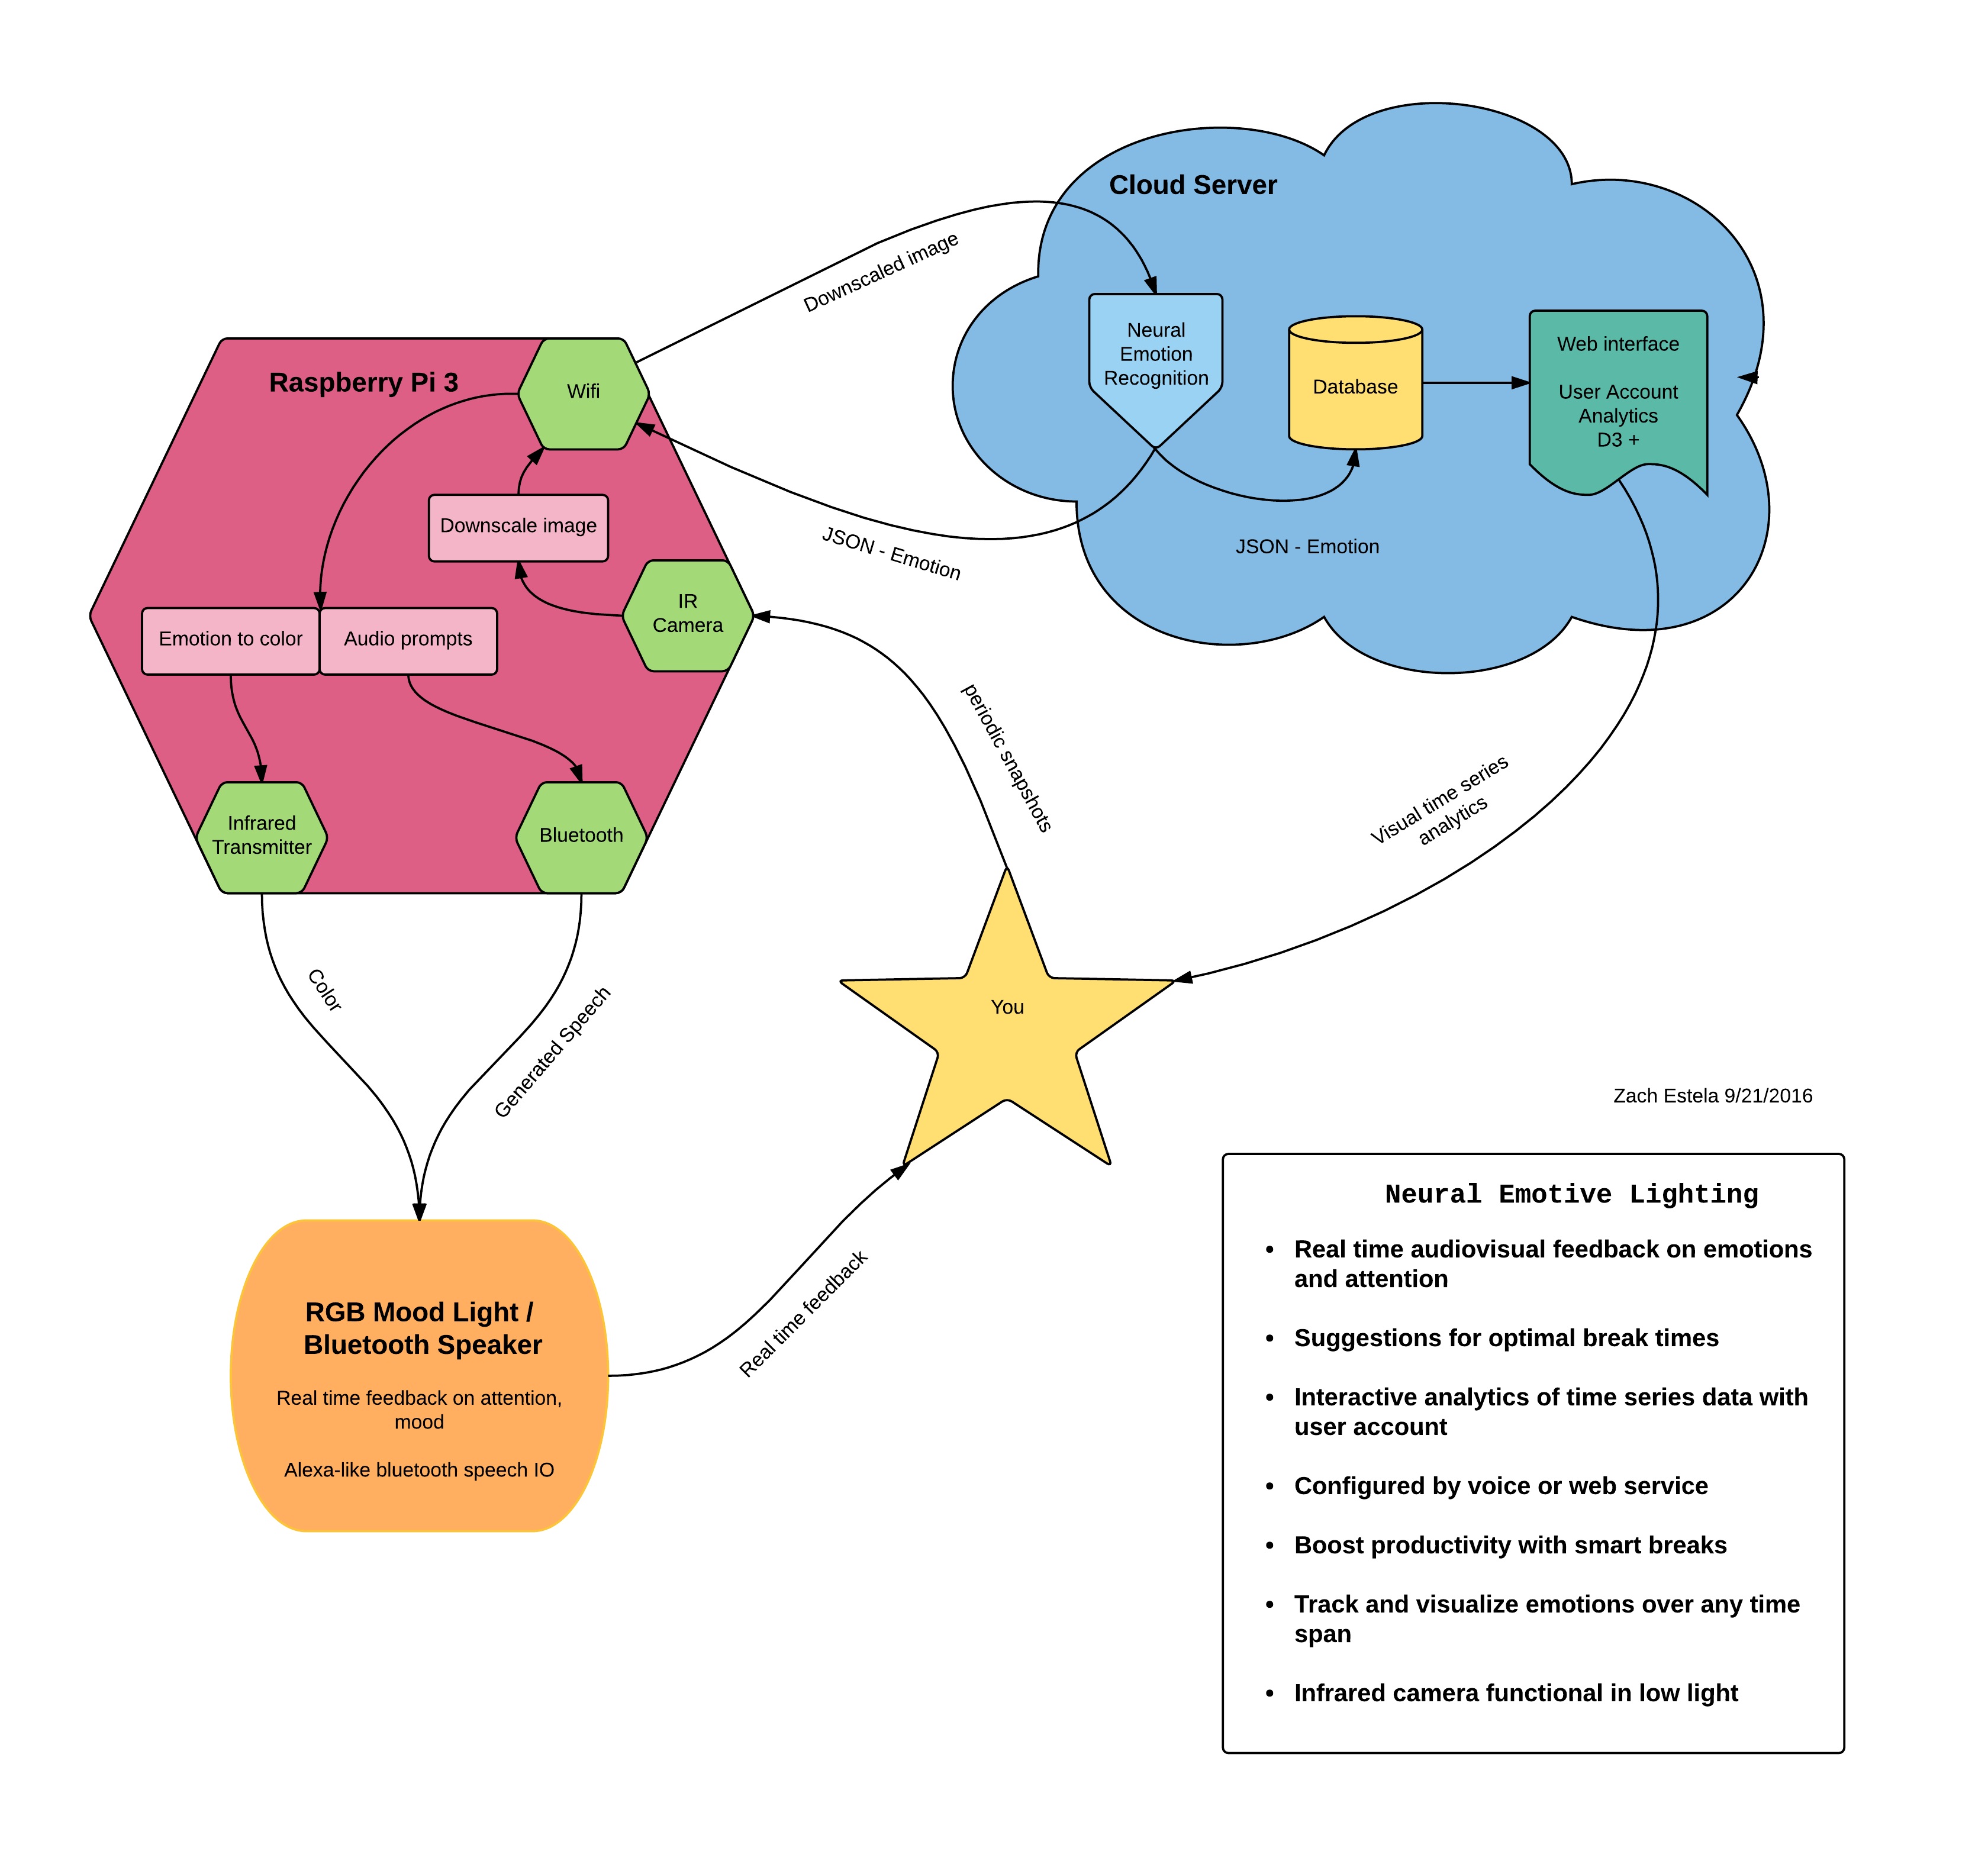 Cloud Server
Downscaled image
Neural
Emotion
Recognition
Database
Web interface
User Account
Analytics
D3 +
JSON - Emotion
JSON - Emotion
Raspberry Pi 3
Wifi
Downscale image
IR
Camera
Emotion to color
Audio prompts
Infrared
Transmitter
Bluetooth
periodic snapshots
Visual time series
analytics
You
Color
Generated Speech
Real time feedback
RGB Mood Light /
Bluetooth Speaker
Real time feedback on attention,
mood
Alexa-like bluetooth speech IO
Zach Estela 9/21/2016
Neural Emotive Lighting
• Real time audiovisual feedback on emotions
and attention
• Suggestions for optimal break times
• Interactive analytics of time series data with
user account
• Configured by voice or web service
• Boost productivity with smart breaks
• Track and visualize emotions over any time
span
• Infrared camera functional in low light